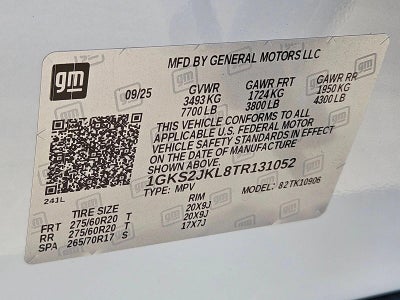 gm
MFD BY GENERAL MOTORS LLC
09/25 GVWR GAWR FRT GAWR RR
3493 KG 1724 KG 1950 KG
7700 LB 3800 LB 4300 LB
THIS VEHICLE CONFORMS TO ALL
APPLICABLE U.S. FEDERAL MOTOR
VEHICLE SAFETY STANDARDS IN EFFECT
ON THE DATE OF MANUFACTURE
SHOWN ABOVE.
1GKS2JKL8TR131052
TYPE: MPV MODEL: 82TK10906
241L
TIRE SIZE RIM
FRT 275/60R20 T 20X9J
RR 275/60R20 T 20X9J
SPA 265/70R17 S 17X7J